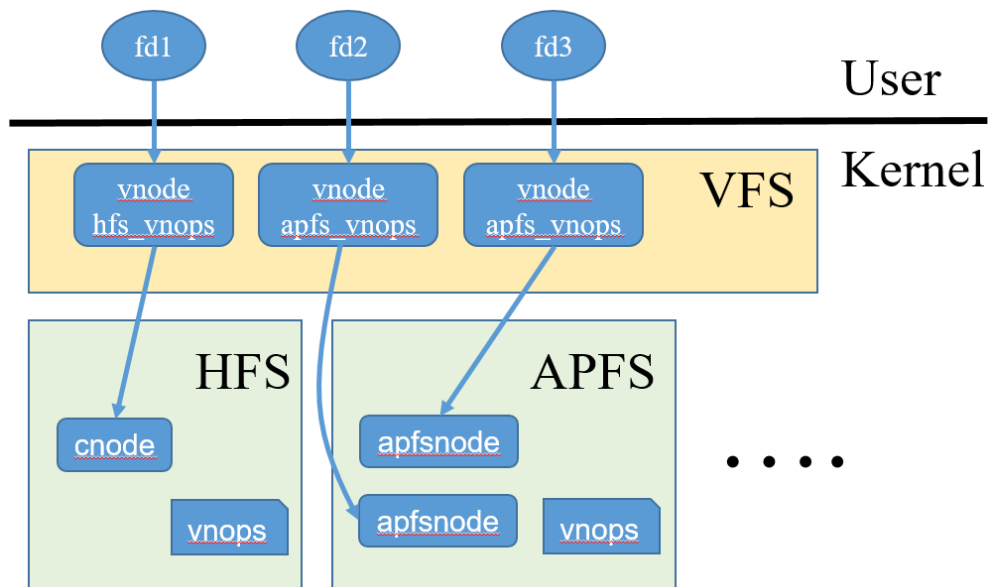 fd1
fd2
fd3
User
Kernel
VFS
vnode
hfs_vnops
vnode
apfs_vnops
vnode
apfs_vnops
HFS
cnode
vnops
APFS
apfsnode
apfsnode
vnops